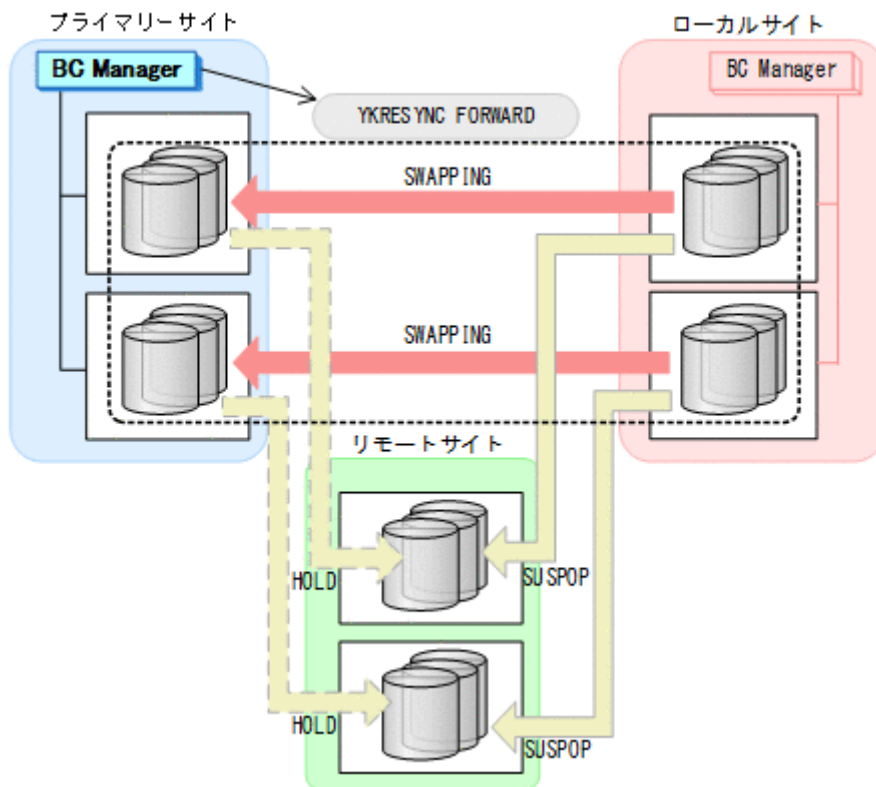 プライマリーサイト
ローカルサイト
BC Manager
BC Manager
YKRESYNC FORWARD
SWAPPING
SWAPPING
リモートサイト
HOLD
SUSPOP
HOLD
SUSPOP